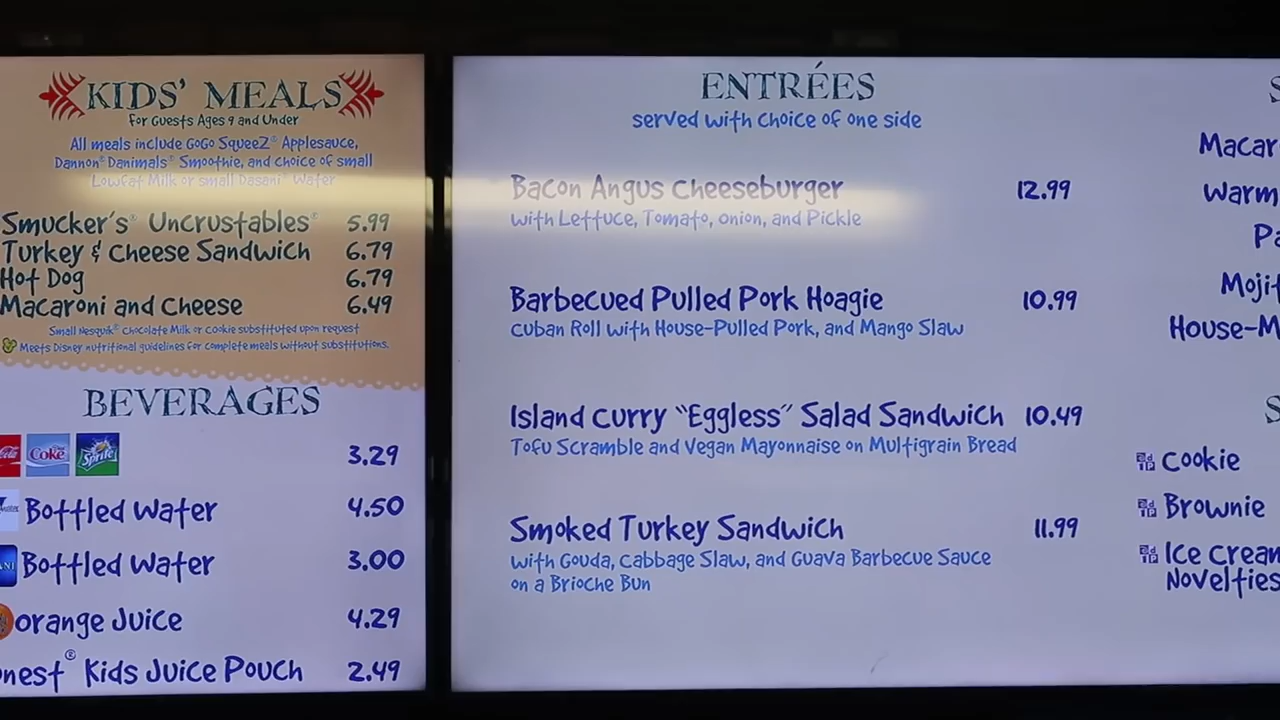 KIDS' MEALS
For Guests Ages 9 and Under
All meals include GoGo SqueeZ® Applesauce,
Dannon® Danimals® Smoothie, and choice of small
Lowfat Milk or small Dasani® Water
Smucker's® Uncrustables® 5.99
Turkey & Cheese Sandwich 6.79
Hot Dog 6.79
Macaroni and Cheese 6.49
Small Nesquik® Chocolate Milk or Cookie substituted upon request
Meets Disney nutritional guidelines for complete meals without substitutions.
BEVERAGES
Coke Sprite 3.29
Bottled Water 4.50
Bottled Water 3.00
Orange Juice 4.29
nest® Kids Juice Pouch 2.49
ENTRÉES
served with choice of one side
Bacon Angus Cheeseburger 12.99
with Lettuce, Tomato, Onion, and Pickle
Barbecued Pulled Pork Hoagie 10.99
Cuban Roll with House-Pulled Pork, and Mango Slaw
Island Curry "Eggless" Salad Sandwich 10.49
Tofu Scramble and Vegan Mayonnaise on Multigrain Bread
Smoked Turkey Sandwich 11.99
with Gouda, Cabbage Slaw, and Guava Barbecue Sauce
on a Brioche Bun
S
Macar
Warm
Pa
Mojit
House-M
S
Cookie
Brownie
Ice Cream
Novelties